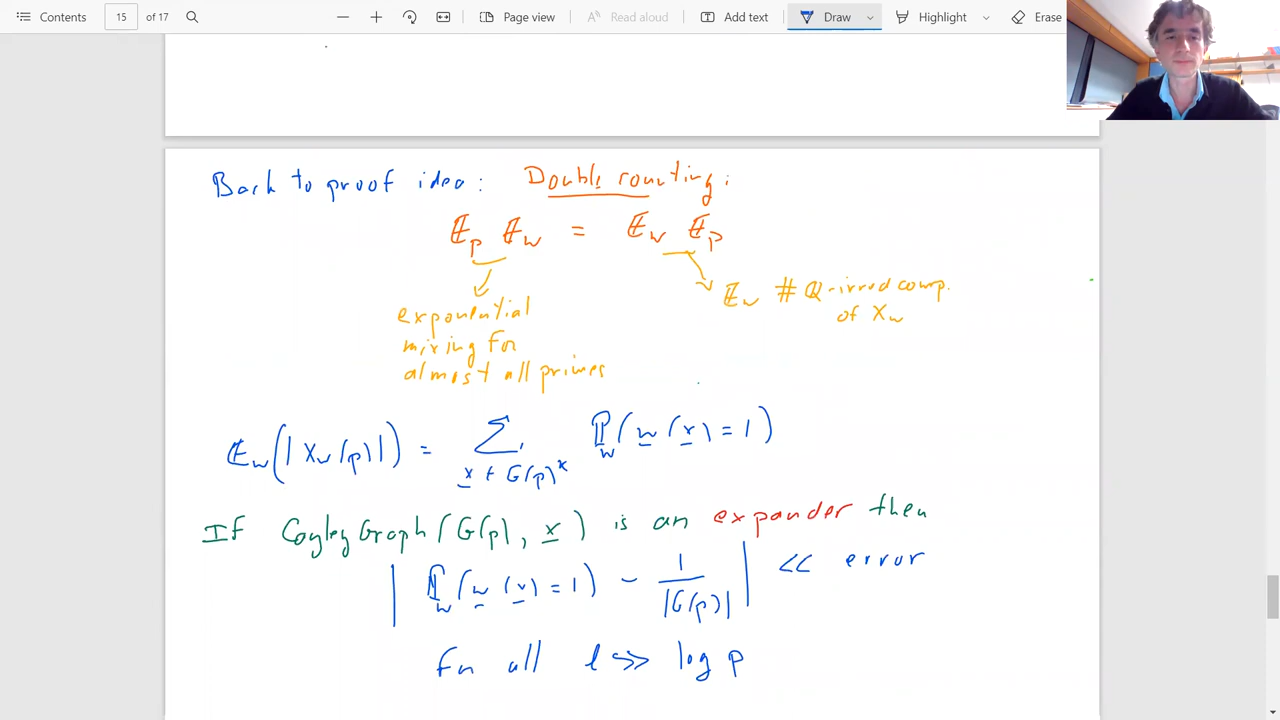 Contents 15 of 17 Page view Read aloud Add text Draw Highlight Erase
Back to proof idea: Double counting:
𝔼_p 𝔼_w = 𝔼_w 𝔼_p
exponential mixing for almost all primes
𝔼_w # ℚ-irred comp. of X_w
𝔼_w(|X_w(p)|) = Σ_{x ∈ G(p)^k} ℙ_w(w(x) = 1)
If CayleyGraph(G(p), x) is an expander then
| ℙ_w(w(x) = 1) − 1/|G(p)| | << error
for all l >> log p